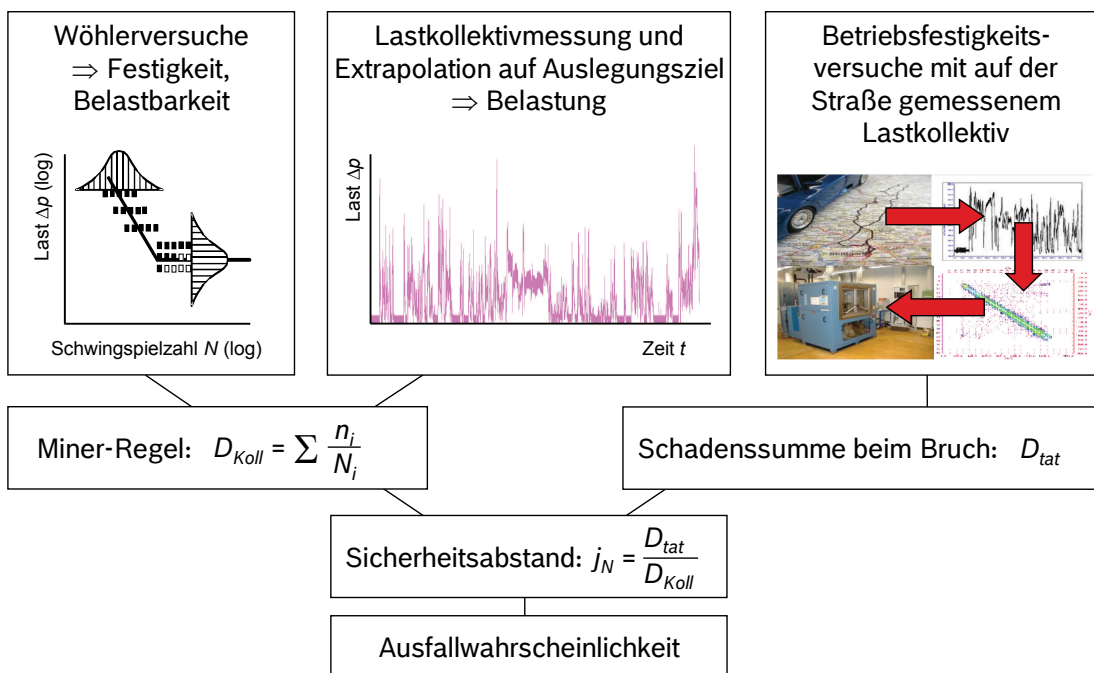 Wöhlerversuche
⇒ Festigkeit,
Belastbarkeit
Last Δp (log)
Schwingspielzahl N (log)
Lastkollektivmessung und
Extrapolation auf Auslegungsziel
⇒ Belastung
Last Δp
Zeit t
Betriebsfestigkeits-
versuche mit auf der
Straße gemessenem
Lastkollektiv
Miner-Regel: D_Koll = ∑ n_i / N_i
Schadenssumme beim Bruch: D_tat
Sicherheitsabstand: j_N = D_tat / D_Koll
Ausfallwahrscheinlichkeit